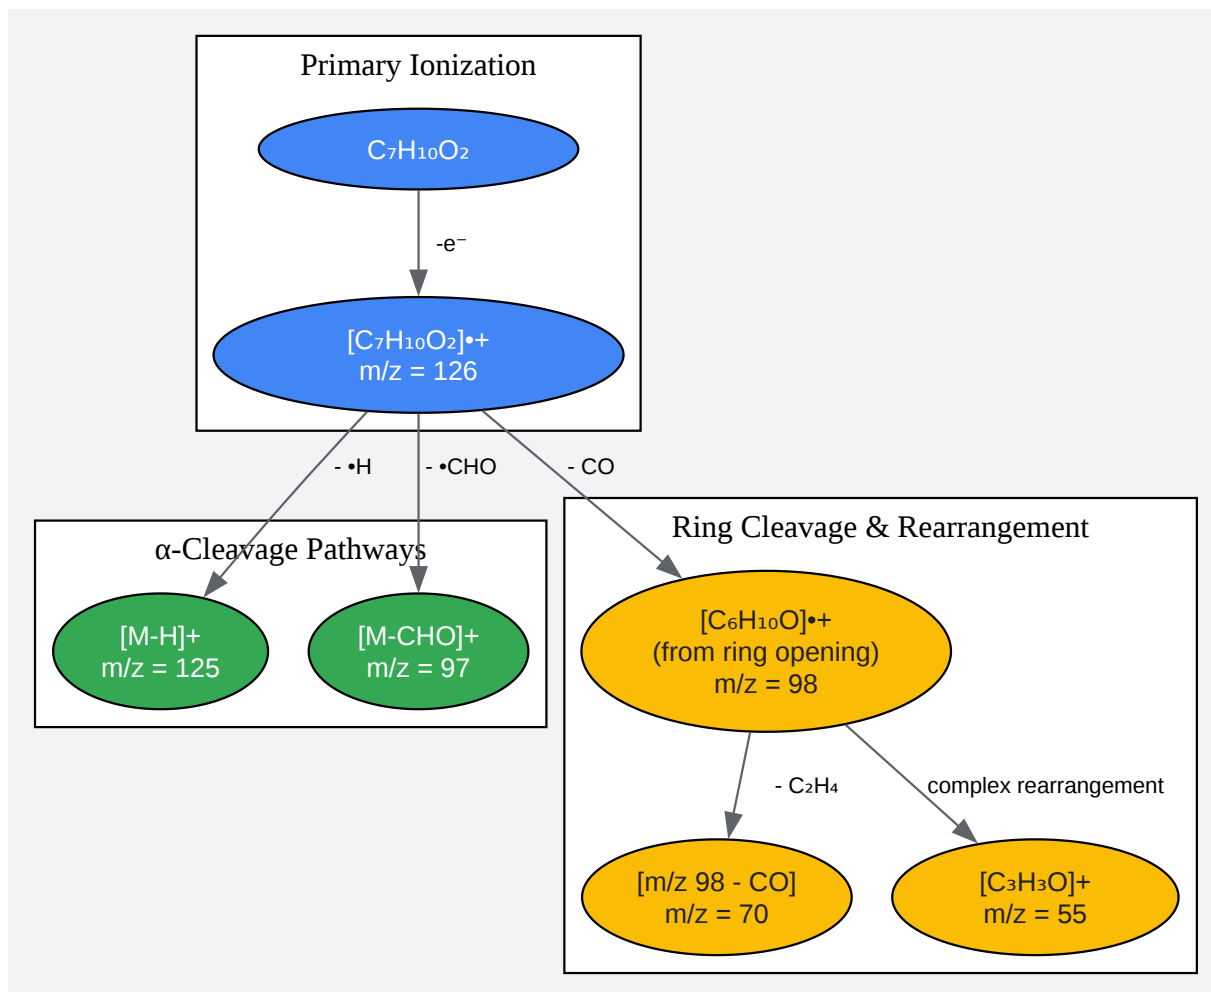 Primary Ionization
C₇H₁₀O₂
-e⁻
[C₇H₁₀O₂]•+
m/z = 126
- •H
- •CHO
- CO
α-Cleavage Pathways
[M-H]+
m/z = 125
[M-CHO]+
m/z = 97
Ring Cleavage & Rearrangement
[C₆H₁₀O]•+
(from ring opening)
m/z = 98
- C₂H₄
complex rearrangement
[m/z 98 - CO]
m/z = 70
[C₃H₃O]+
m/z = 55